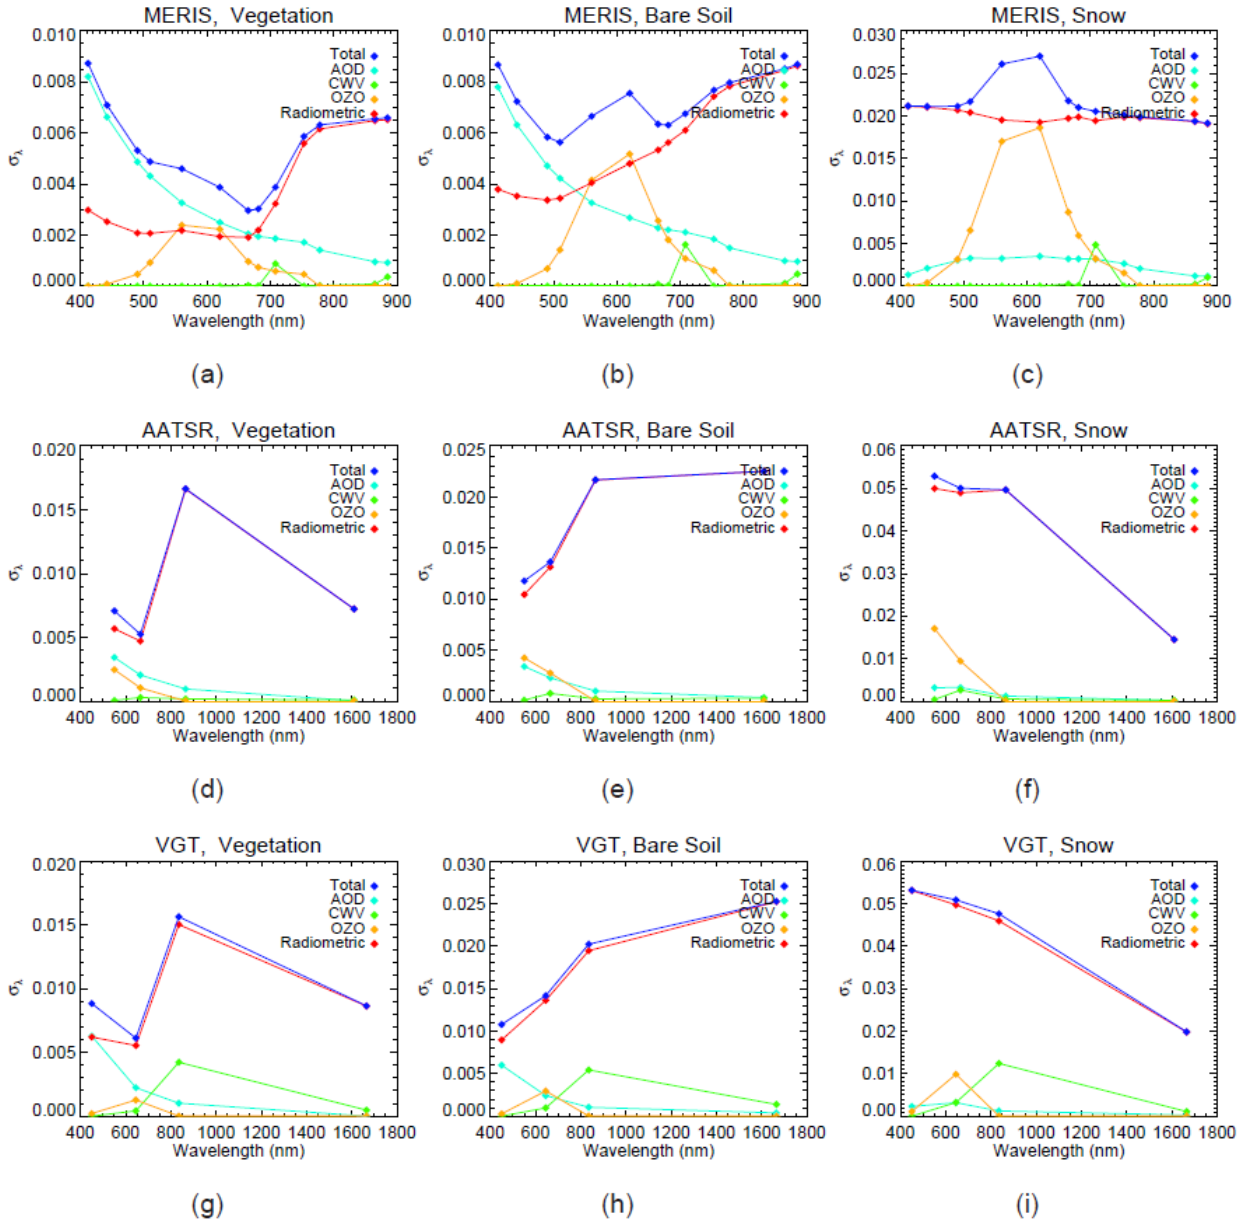 MERIS, Vegetation MERIS, Bare Soil MERIS, Snow
0.010 0.010 0.030
Total Total Total
AOD AOD AOD
0.008 CWV 0.008 CWV 0.025 CWV
OZO OZO OZO
Radiometric Radiometric 0.020 Radiometric
0.006 0.006
σλ σλ σλ 0.015
0.004 0.004
0.010
0.002 0.002 0.005
0.000 0.000 0.000
400 500 600 700 800 900 400 500 600 700 800 900 400 500 600 700 800 900
Wavelength (nm) Wavelength (nm) Wavelength (nm)
(a) (b) (c)
AATSR, Vegetation AATSR, Bare Soil AATSR, Snow
0.020 0.025 0.06
Total Total Total
AOD AOD AOD
CWV 0.020 CWV 0.05 CWV
0.015 OZO OZO OZO
Radiometric Radiometric Radiometric
0.015 0.04
σλ 0.010 σλ σλ 0.03
0.010
0.02
0.005 0.005 0.01
0.000 0.000 0.00
400 600 800 1000 1200 1400 1600 1800 400 600 800 1000 1200 1400 1600 1800 400 600 800 1000 1200 1400 1600 1800
Wavelength (nm) Wavelength (nm) Wavelength (nm)
(d) (e) (f)
VGT, Vegetation VGT, Bare Soil VGT, Snow
0.020 0.030 0.06
Total Total Total
AOD AOD AOD
CWV 0.025 CWV 0.05 CWV
OZO OZO OZO
0.015 Radiometric 0.020 Radiometric 0.04 Radiometric
σλ 0.010 σλ 0.015 σλ 0.03
0.010 0.02
0.005 0.005 0.01
0.000 0.000 0.00
400 600 800 1000 1200 1400 1600 1800 400 600 800 1000 1200 1400 1600 1800 400 600 800 1000 1200 1400 1600 1800
Wavelength (nm) Wavelength (nm) Wavelength (nm)
(g) (h) (i)